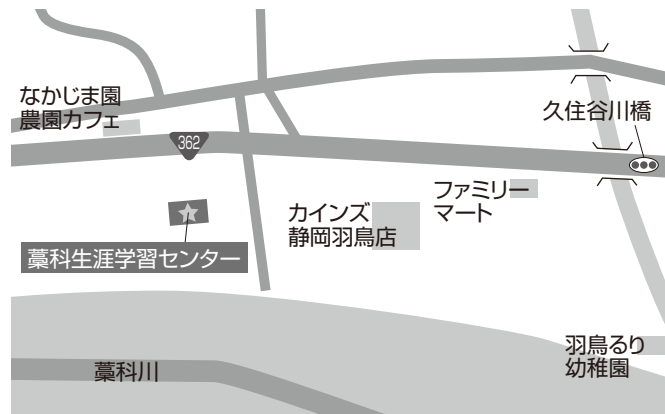 なかじま園
農園カフェ
362
久住谷川橋
ファミリー
マート
カインズ
静岡羽鳥店
藁科生涯学習センター
羽鳥るり
幼稚園
藁科川